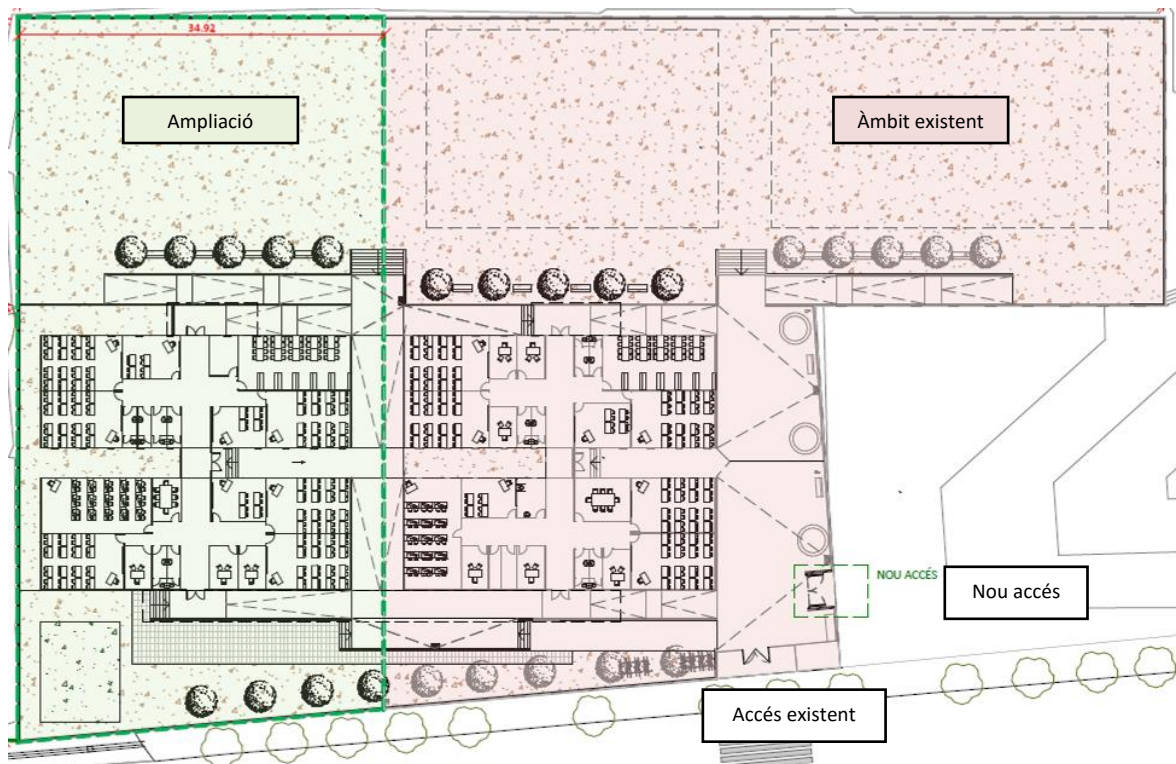 34.92
Ampliació
Àmbit existent
NOU ACCÉS
Nou accés
Accés existent